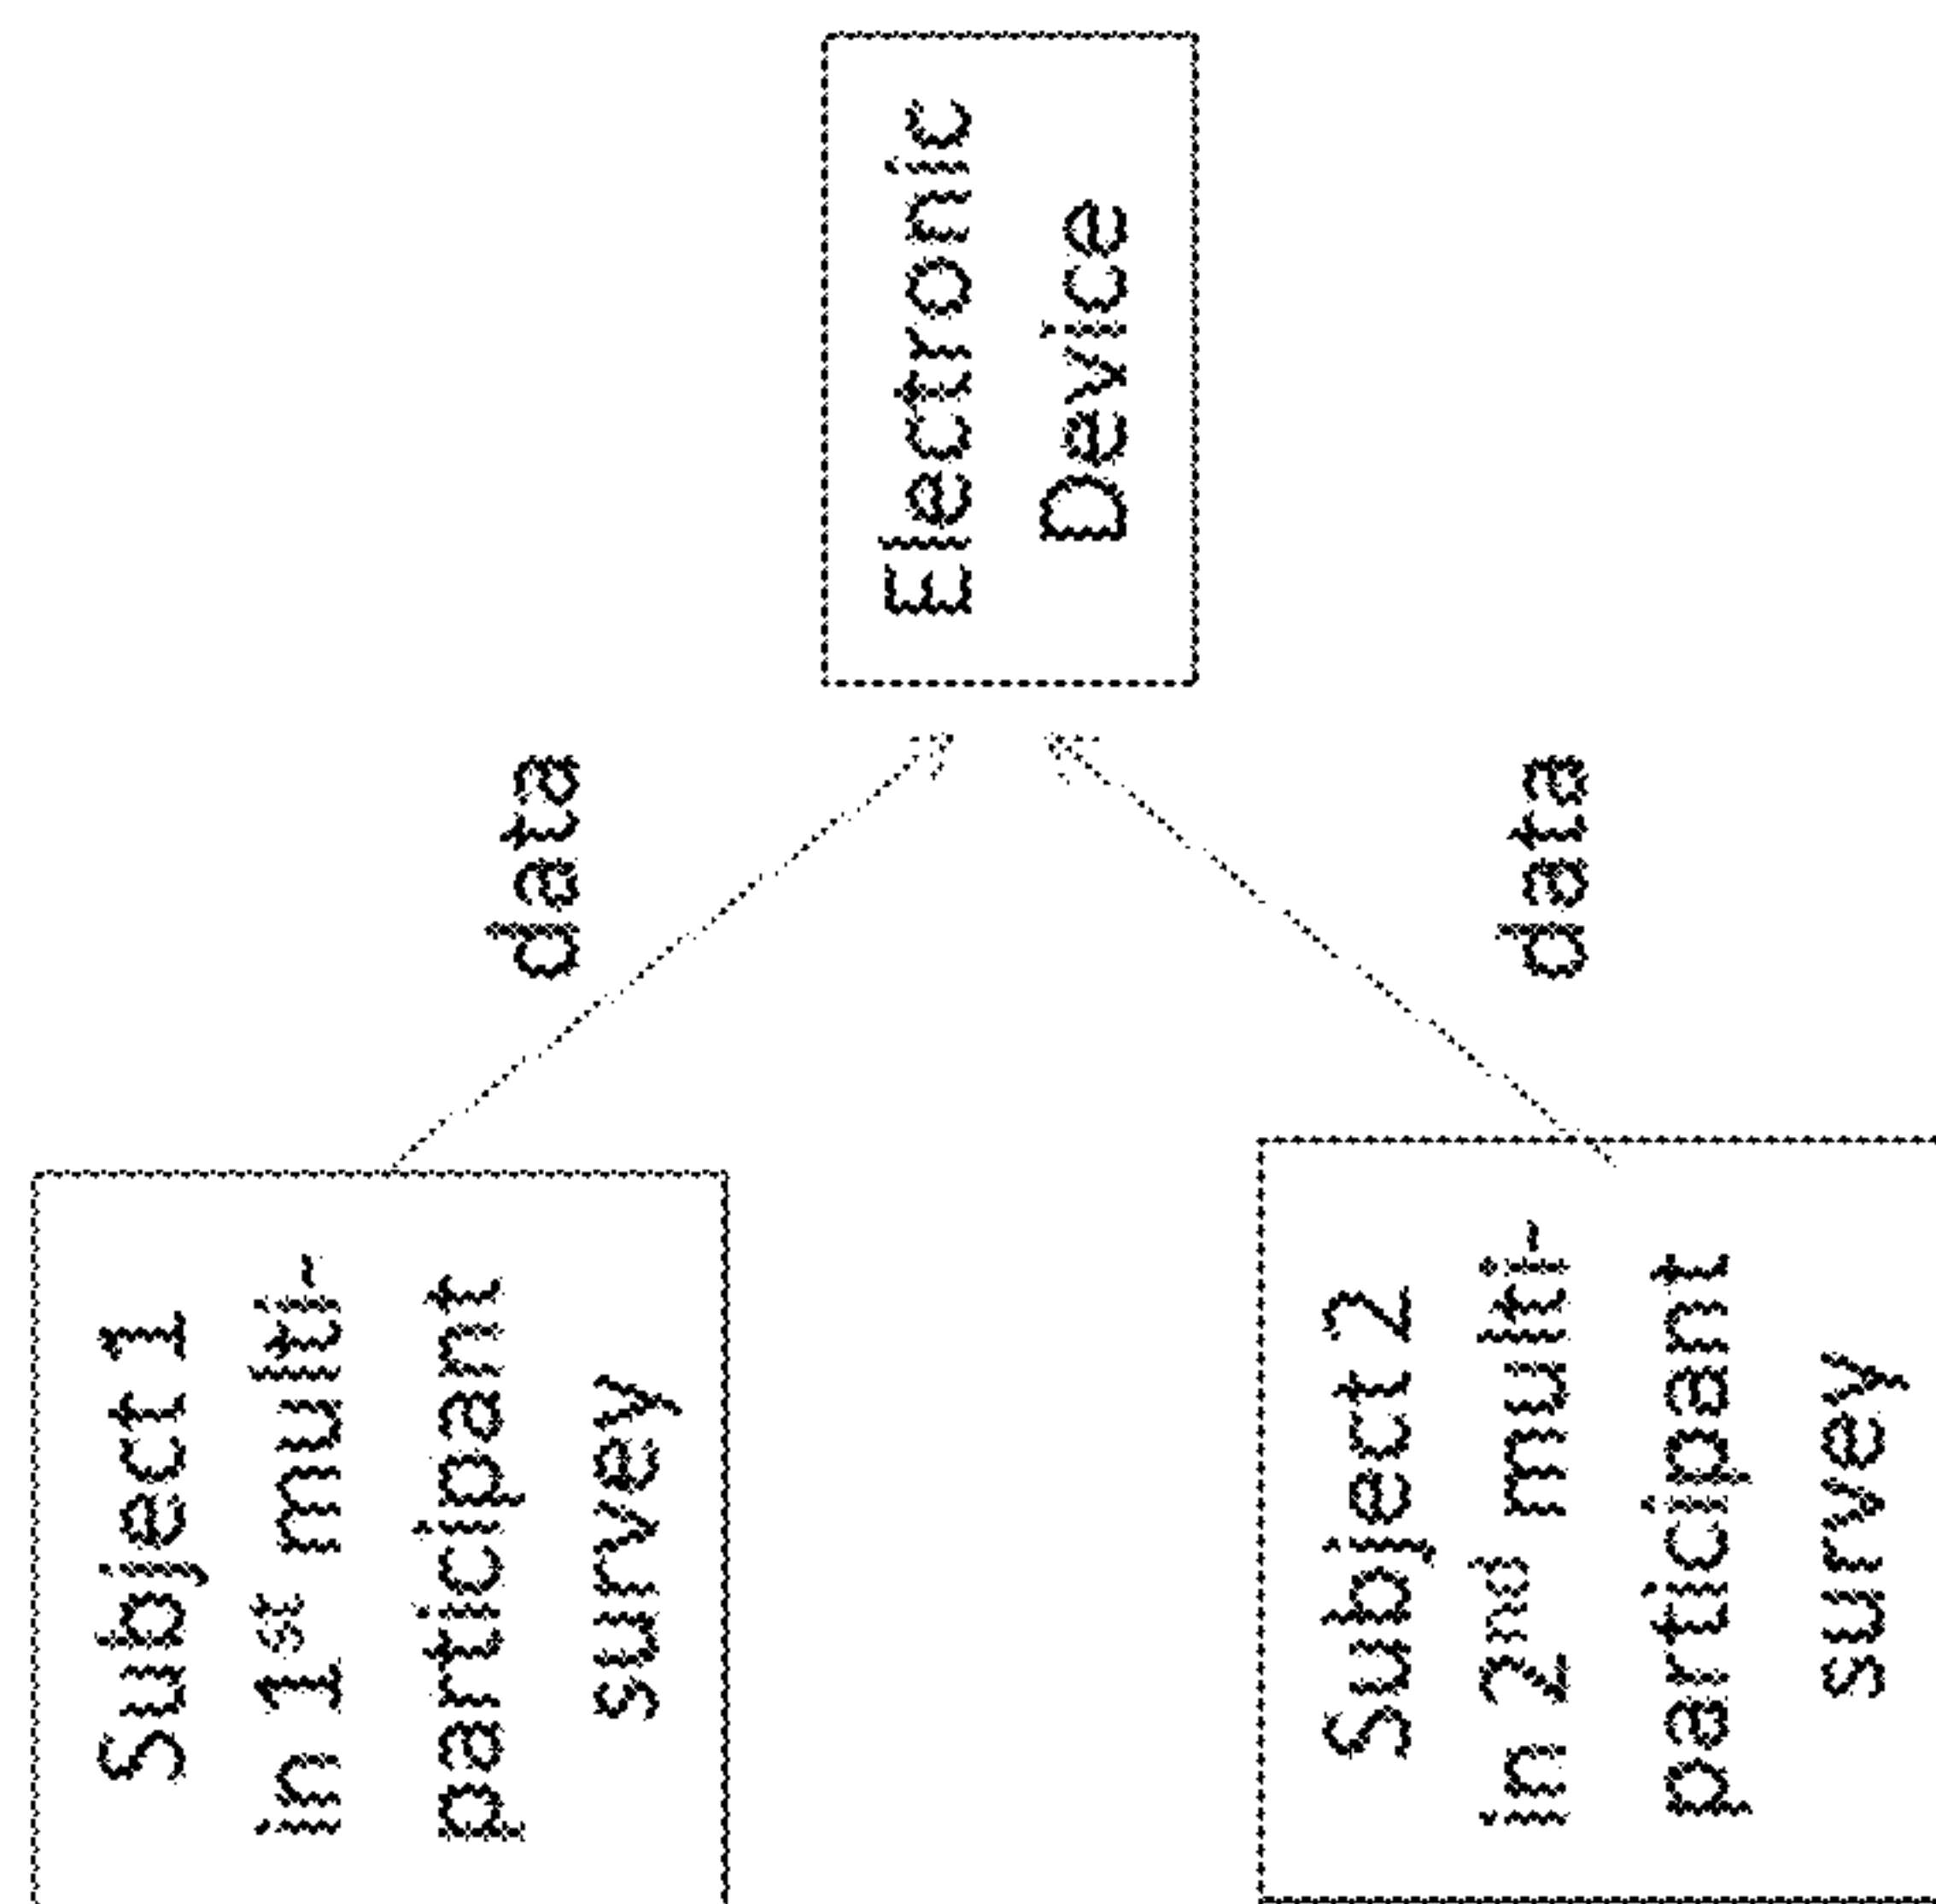 Subject 1
in 1st multi-
participant
survey
data
Electronic
Device
Subject 2
in 2nd multi-
participant
survey
data